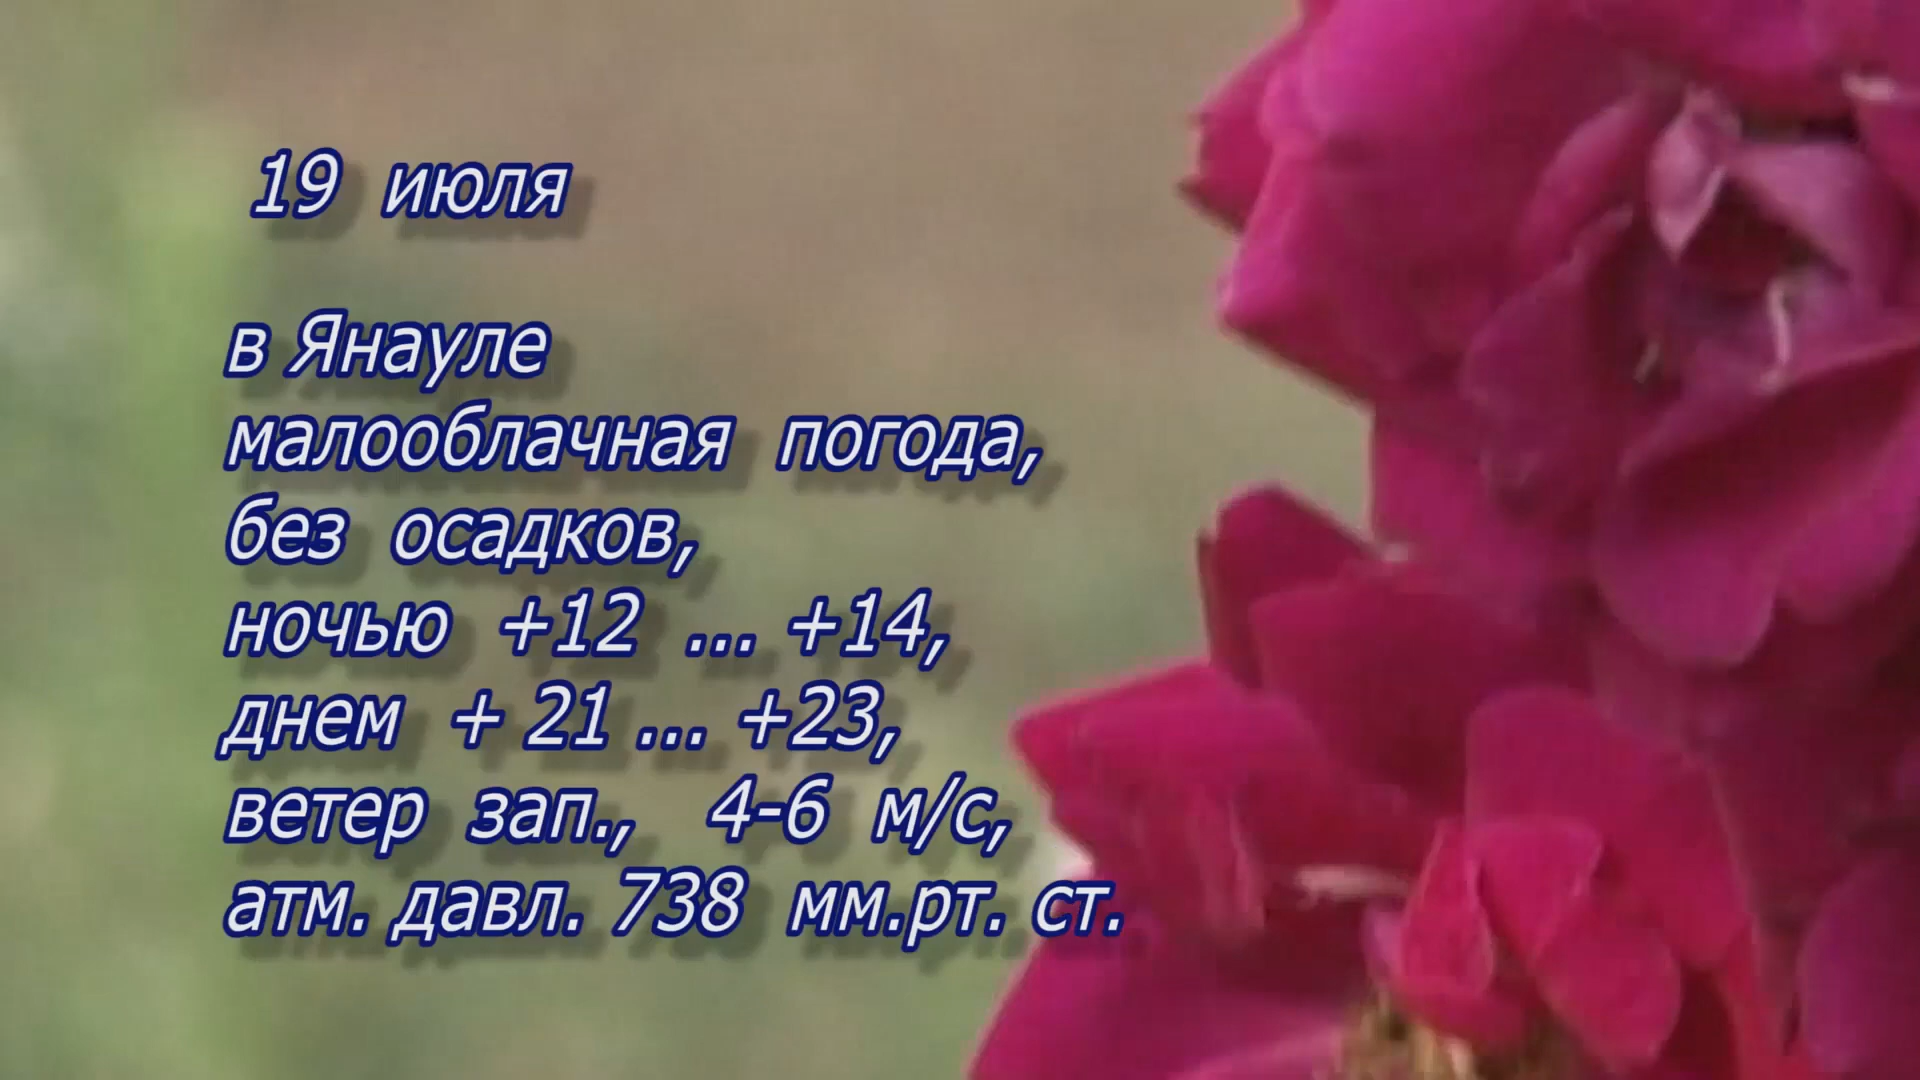 19 июля
в Янауле
малооблачная погода,
без осадков,
ночью +12 ... +14,
днем + 21 ... +23,
ветер зап., 4-6 м/с,
атм. давл. 738 мм.рт. ст.